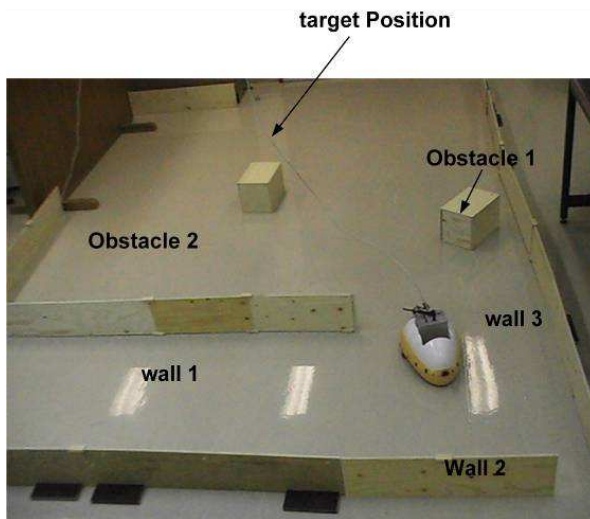 target Position
Obstacle 1
Obstacle 2
wall 3
wall 1
Wall 2